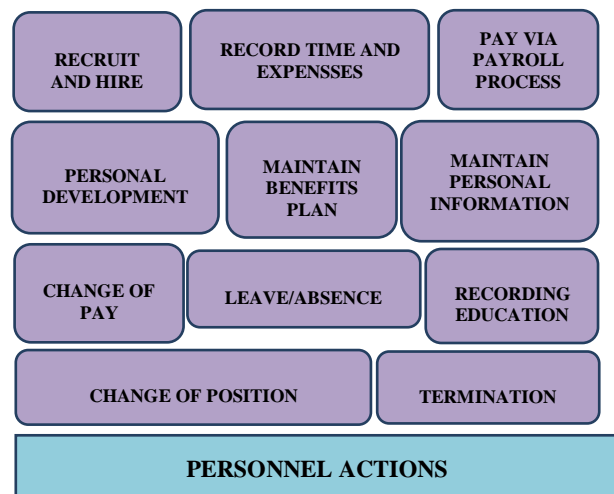 RECRUIT
AND HIRE
RECORD TIME AND
EXPENSSES
PAY VIA
PAYROLL
PROCESS
PERSONAL
DEVELOPMENT
MAINTAIN
BENEFITS
PLAN
MAINTAIN
PERSONAL
INFORMATION
CHANGE OF
PAY
LEAVE/ABSENCE
RECORDING
EDUCATION
CHANGE OF POSITION
TERMINATION
PERSONNEL ACTIONS